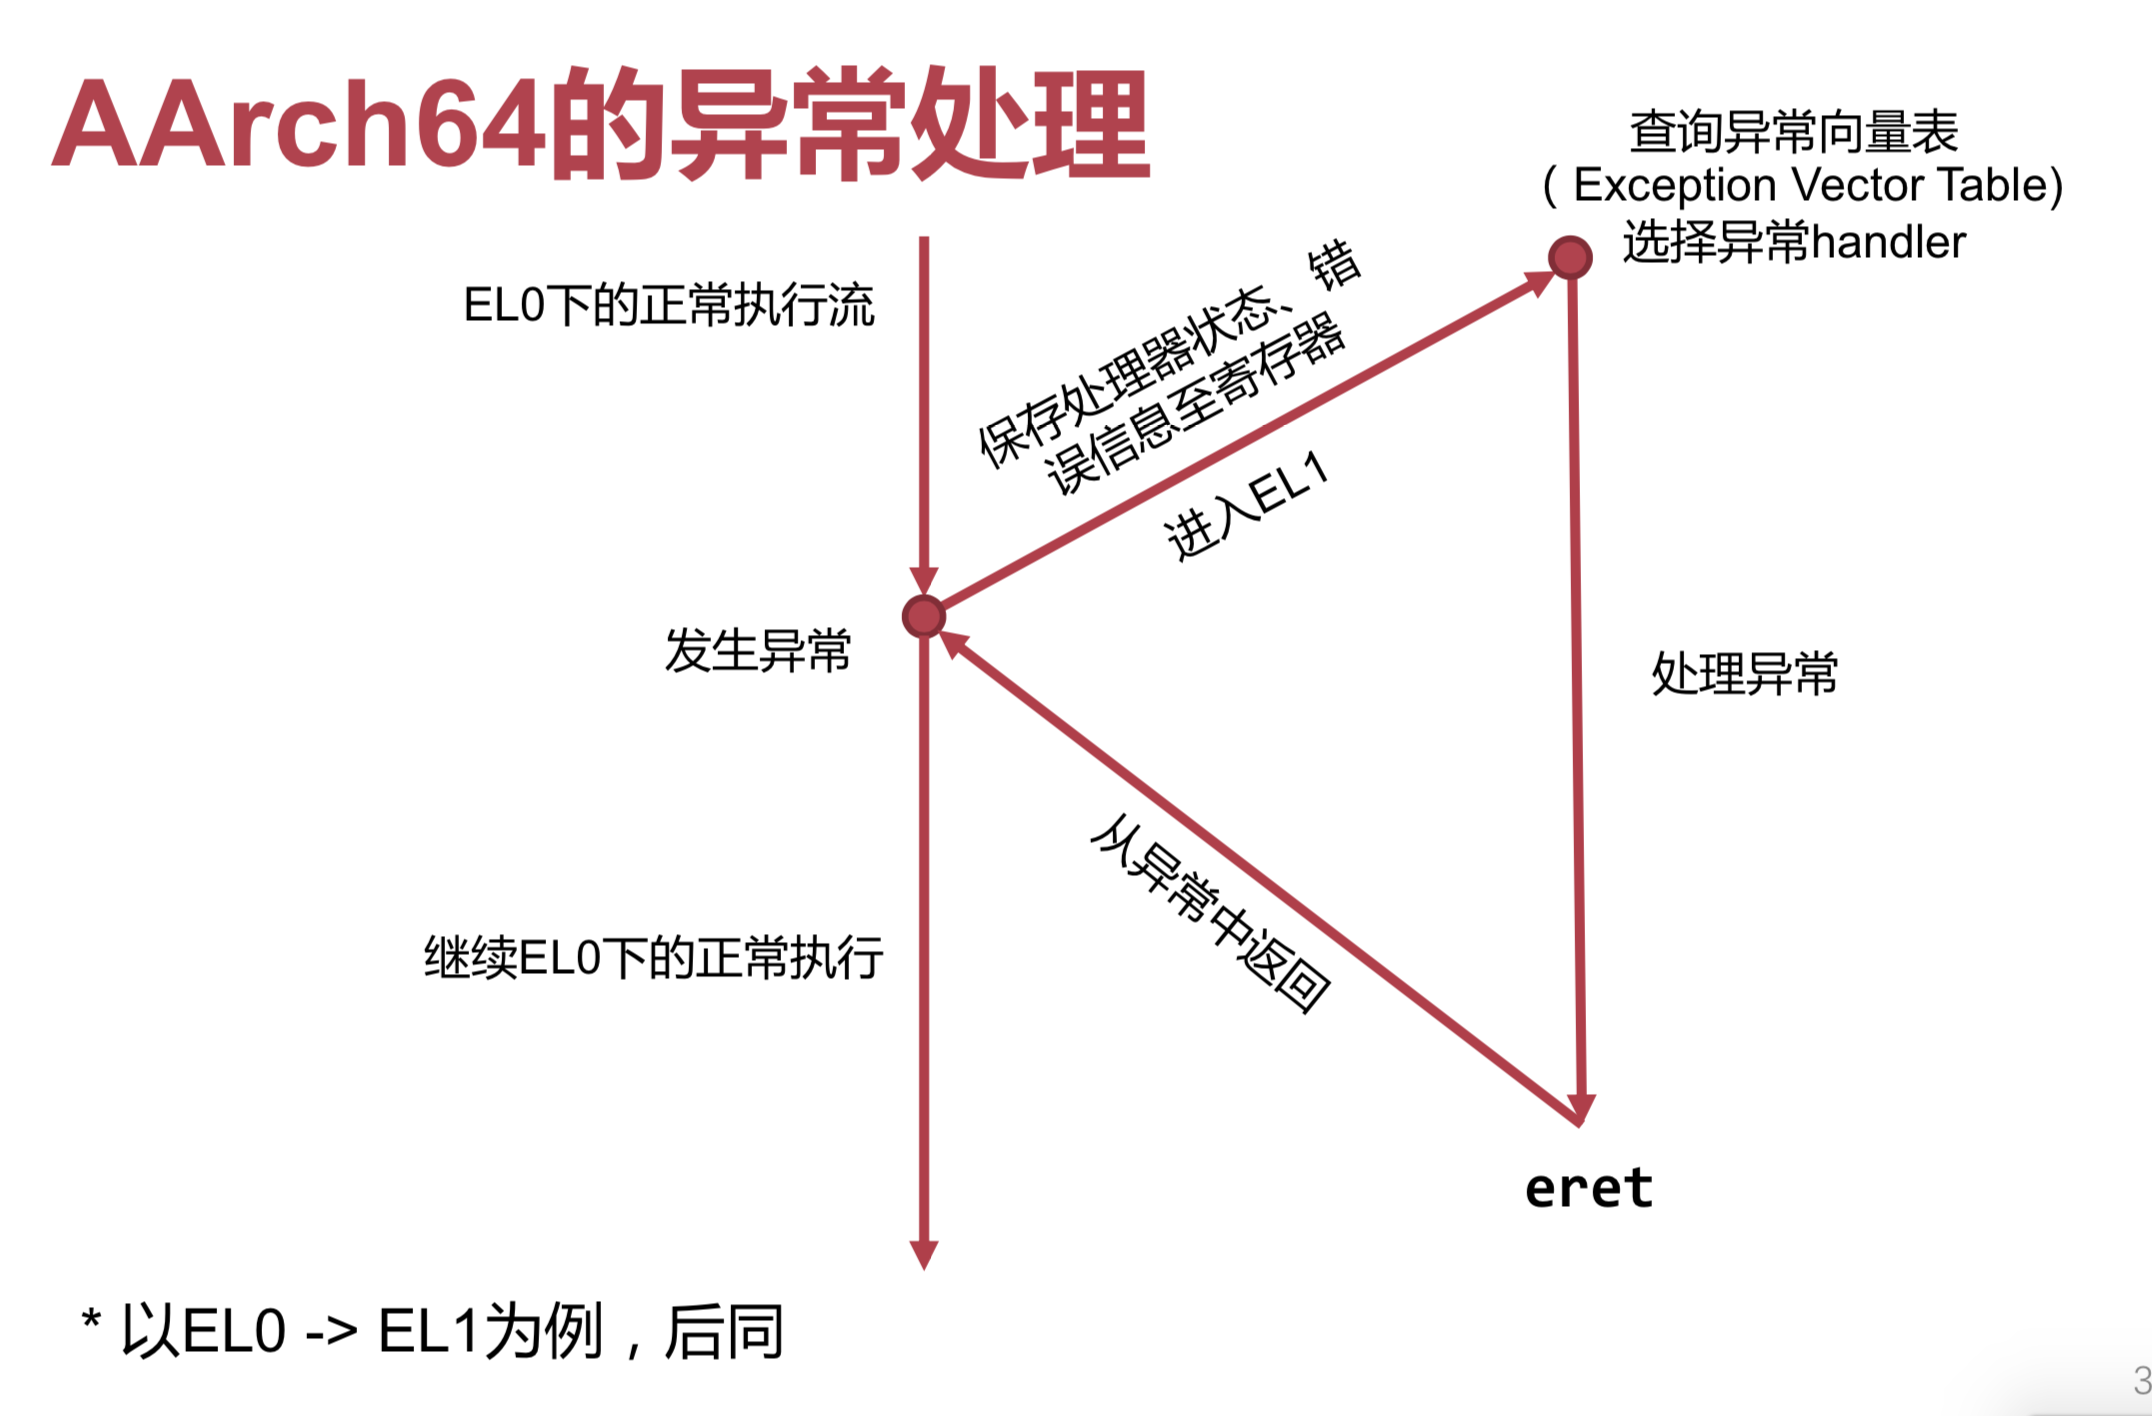 AArch64的异常处理
查询异常向量表
( Exception Vector Table)
选择异常handler
EL0下的正常执行流
保存处理器状态、错
误信息至寄存器
进入EL1
发生异常
处理异常
从异常中返回
继续EL0下的正常执行
eret
* 以EL0 -> EL1为例，后同
3